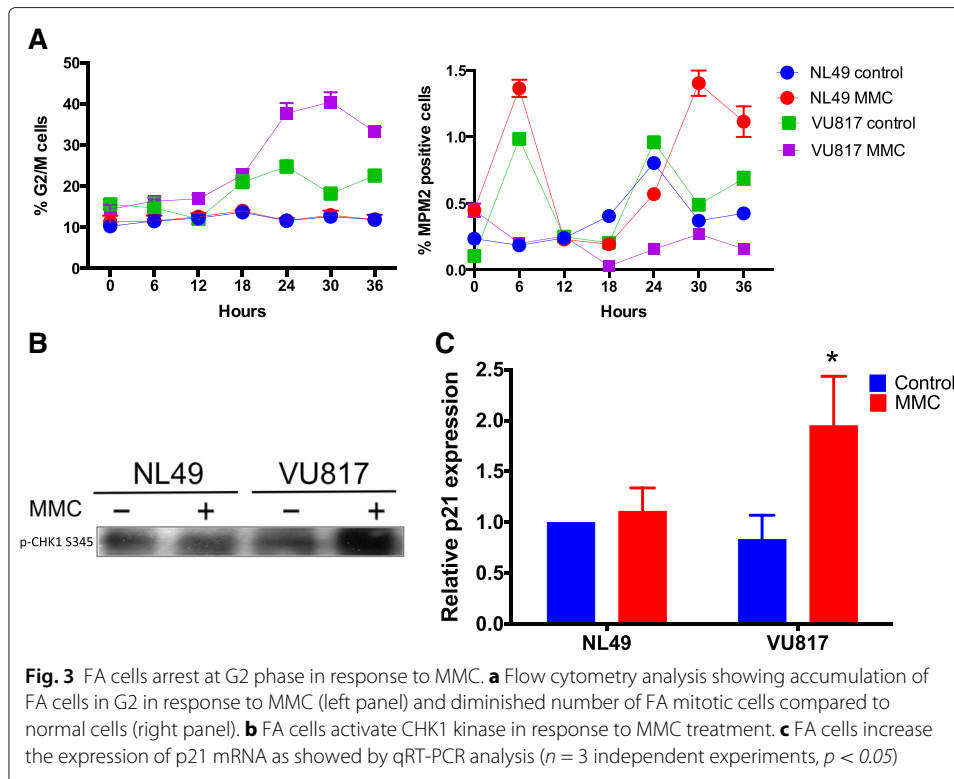 A
50
40
30
20
10
0
% G2/M cells
0 6 12 18 24 30 36
Hours
1.5
1.0
0.5
0.0
% MPM2 positive cells
0 6 12 18 24 30 36
Hours
NL49 control
NL49 MMC
VU817 control
VU817 MMC
B
NL49 VU817
MMC − + − +
p-CHK1 S345
C
2.5
2.0
1.5
1.0
0.5
0.0
Relative p21 expression
*
Control
MMC
NL49 VU817
Fig. 3 FA cells arrest at G2 phase in response to MMC. a Flow cytometry analysis showing accumulation of
FA cells in G2 in response to MMC (left panel) and diminished number of FA mitotic cells compared to
normal cells (right panel). b FA cells activate CHK1 kinase in response to MMC treatment. c FA cells increase
the expression of p21 mRNA as showed by qRT-PCR analysis (n = 3 independent experiments, p < 0.05)